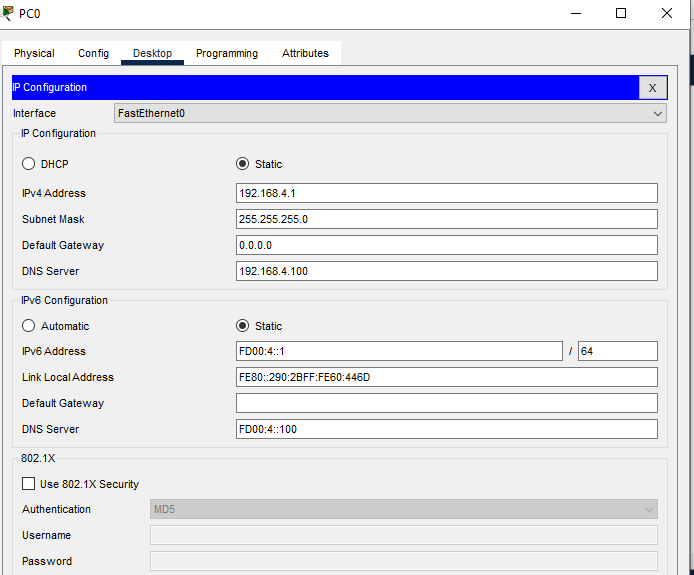 PC0
Physical Config Desktop Programming Attributes
IP Configuration X
Interface FastEthernet0
IP Configuration
DHCP Static
IPv4 Address 192.168.4.1
Subnet Mask 255.255.255.0
Default Gateway 0.0.0.0
DNS Server 192.168.4.100
IPv6 Configuration
Automatic Static
IPv6 Address FD00:4::1 / 64
Link Local Address FE80::290:2BFF:FE60:446D
Default Gateway
DNS Server FD00:4::100
802.1X
Use 802.1X Security
Authentication MD5
Username
Password